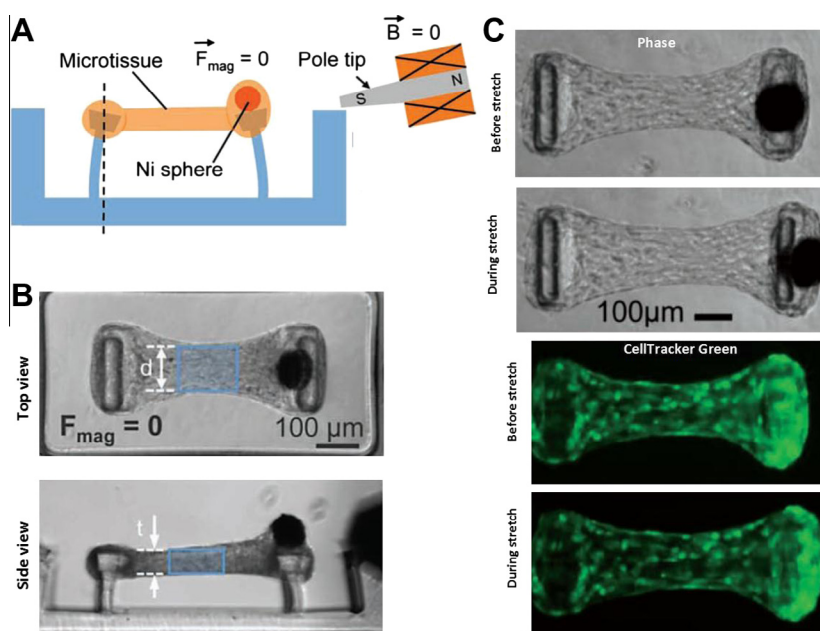 A
Microtissue
F mag = 0
Ni sphere
Pole tip
B = 0
S
N
B
Top view
d
F mag = 0
100 µm
Side view
t
C
Phase
Before stretch
During stretch
100µm
CellTracker Green
Before stretch
During stretch